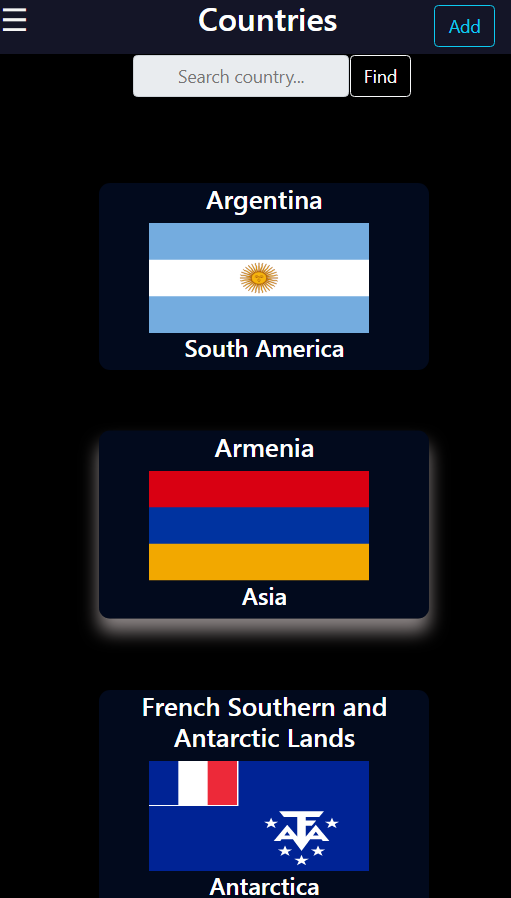 ☰ Countries Add
Search country... Find
Argentina
South America
Armenia
Asia
French Southern and
Antarctic Lands
TAAF
Antarctica